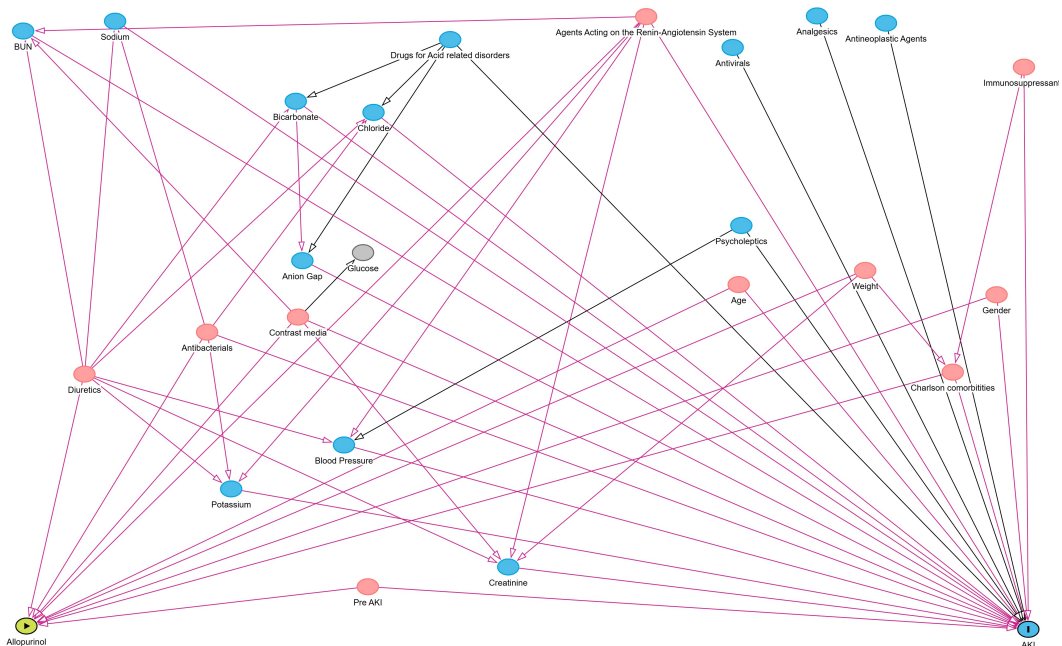 Analgesics
Agents Acting on the Renin-Angiotensin System
Sodium
Antineoplastic Agents
BUN
Drugs for Acid related disorders
Antivirals
Immunosuppressant
Bicarbonate
Chloride
Psycholeptics
Glucose
Anion Gap
Weight
Age
Gender
Contrast media
Antibacterials
Diuretics
Charlson comorbitities
Blood Pressure
Potassium
Creatinine
Pre AKI
Allopurinol
AKI